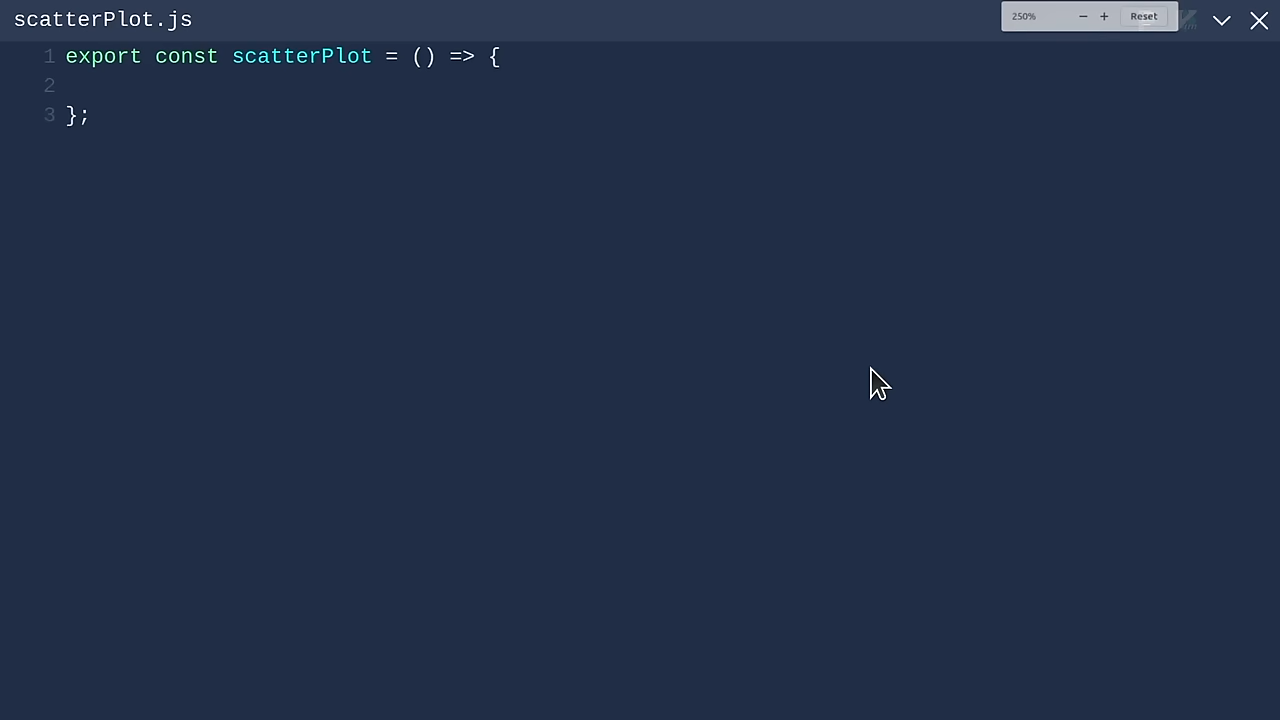 scatterPlot.js
250% − + Reset
1 export const scatterPlot = () => {
2
3 };